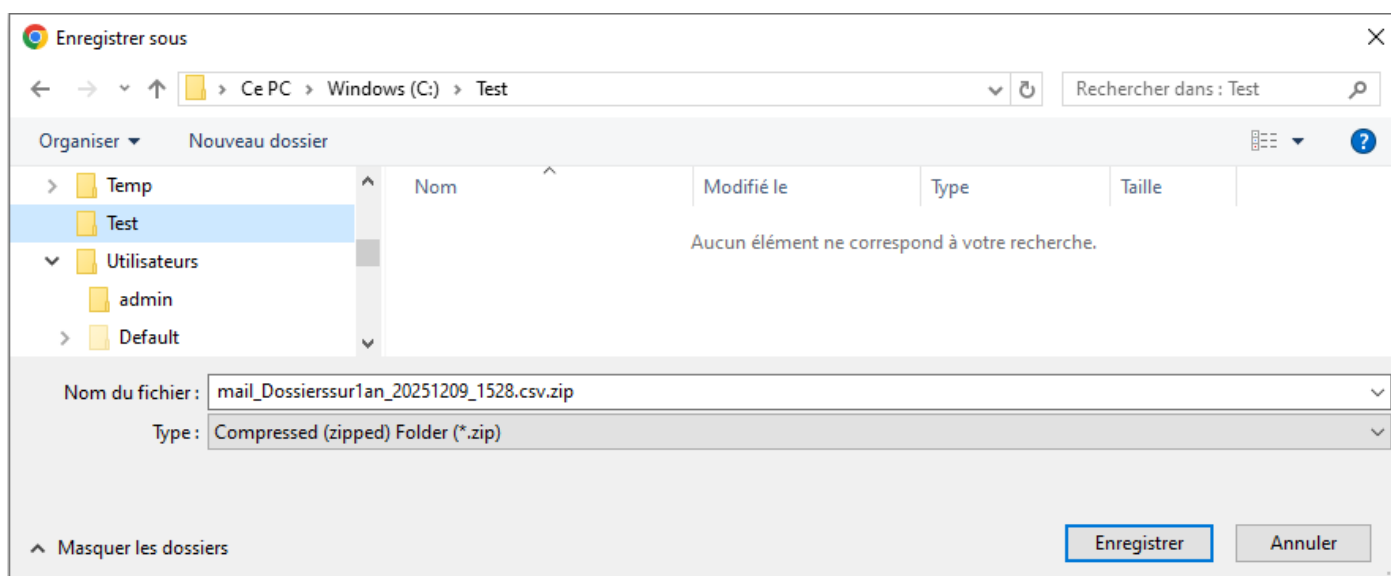 Enregistrer sous
Ce PC > Windows (C:) > Test
Rechercher dans : Test
Organiser
Nouveau dossier
Nom Modifié le Type Taille
Temp
Test
Aucun élément ne correspond à votre recherche.
Utilisateurs
admin
Default
Nom du fichier : mail_Dossierssur1an_20251209_1528.csv.zip
Type : Compressed (zipped) Folder (*.zip)
Masquer les dossiers
Enregistrer
Annuler